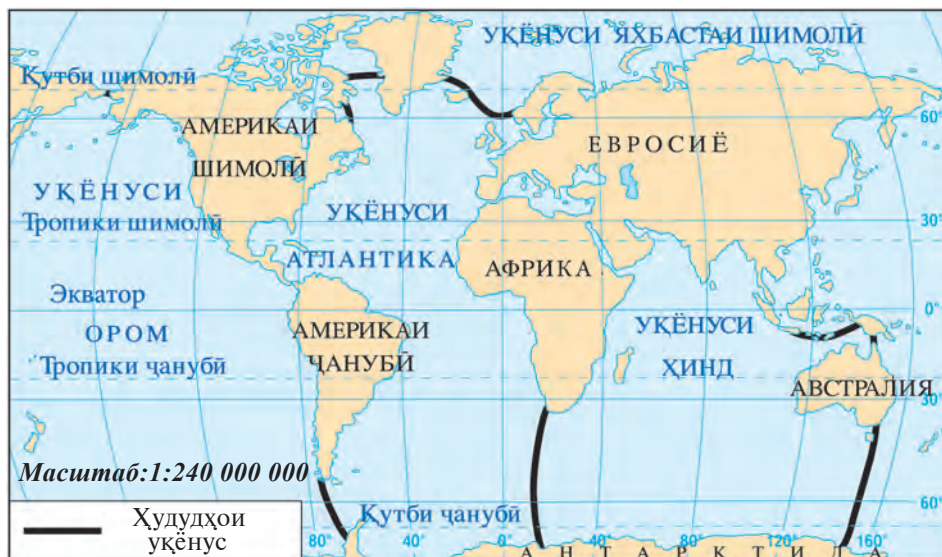 УҚЁНУСИ ЯХБАСТАИ ШИМОЛӢ
Қутби шимолӣ
60°
АМЕРИКАИ
ШИМОЛӢ
ЕВРОСИЁ
УҚЁНУСИ
Тропики шимолӣ
УҚЁНУСИ
АТЛАНТИКА
30°
АФРИКА
Экватор
0°
ОРОМ
Тропики ҷанубӣ
АМЕРИКАИ
ҶАНУБӢ
УҚЁНУСИ
ҲИНД
АВСТРАЛИЯ
30°
Масштаб:1:240 000 000
60°
Ҳудудҳои
уқёнус
Қутби ҷанубӣ
80° 40° 0° 40° 80° 120° 160°
АНТАРКТИДА